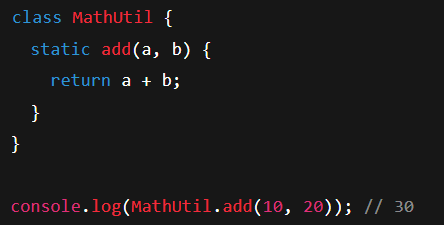 class MathUtil {
  static add(a, b) {
    return a + b;
  }
}

console.log(MathUtil.add(10, 20)); // 30